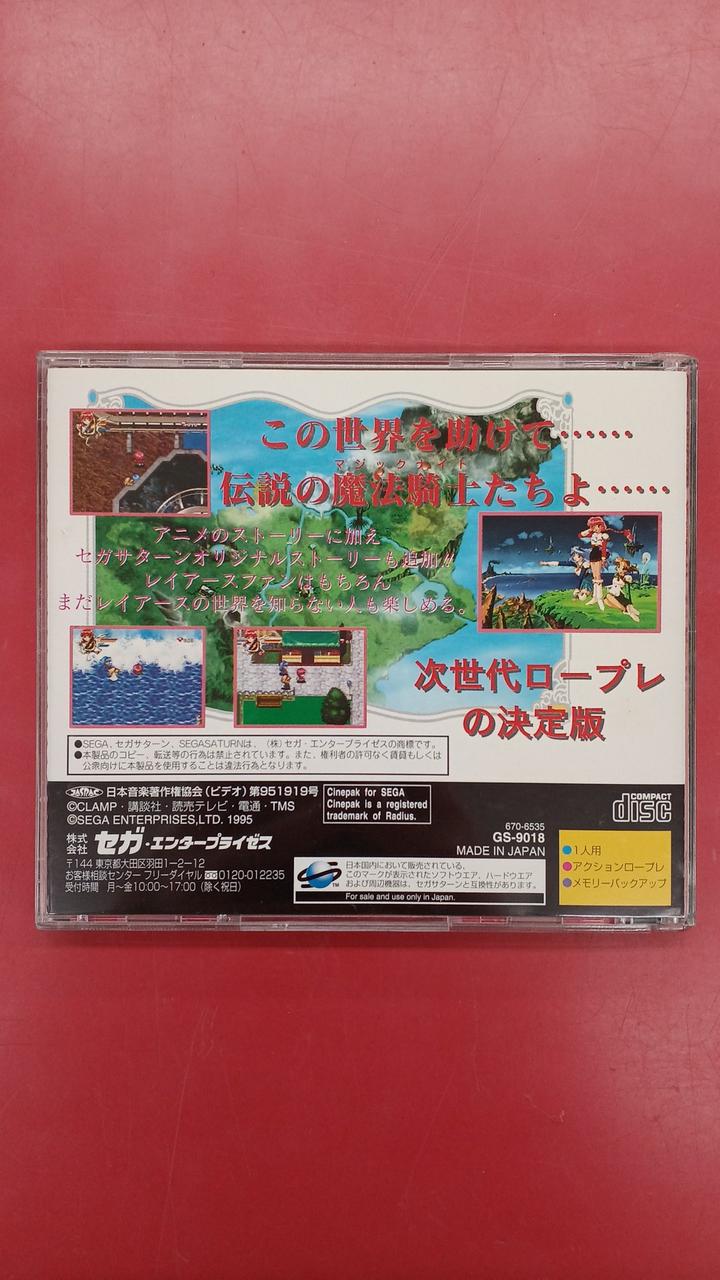 この世界を助けて‥‥‥
マジックナイト
伝説の魔法騎士たちよ‥‥‥
アニメのストーリーに加え
セガサターンオリジナルストーリーも追加!!
レイアースファンはもちろん
まだレイアースの世界を知らない人も楽しめる。
次世代ロープレ
の決定版
●SEGA、セガサターン、SEGASATURNは、(株)セガ・エンタープライゼスの商標です。
●本製品のコピー、転送等の行為は禁止されています。また、権利者の許可なく賃貸もしくは
公衆向けに本製品を使用することは違法行為となります。
JASRAC 日本音楽著作権協会(ビデオ)第951919号
©CLAMP・講談社・読売テレビ・電通・TMS
©SEGA ENTERPRISES,LTD. 1995
Cinepak for SEGA
Cinepak is a registered
trademark of Radius.
COMPACT
disc
株式会社 セガ・エンタープライゼス
〒144 東京都大田区羽田1-2-12
お客様相談センター フリーダイヤル 0120-012235
受付時間 月〜金10:00〜17:00 (除く祝日)
670-6535
GS-9018
MADE IN JAPAN
日本国内において販売されている、
このマークが表示されたソフトウエア、ハードウエア
および周辺機器は、セガサターンと互換性があります。
TM
For sale and use only in Japan.
●1人用
●アクションロープレ
●メモリーバックアップ